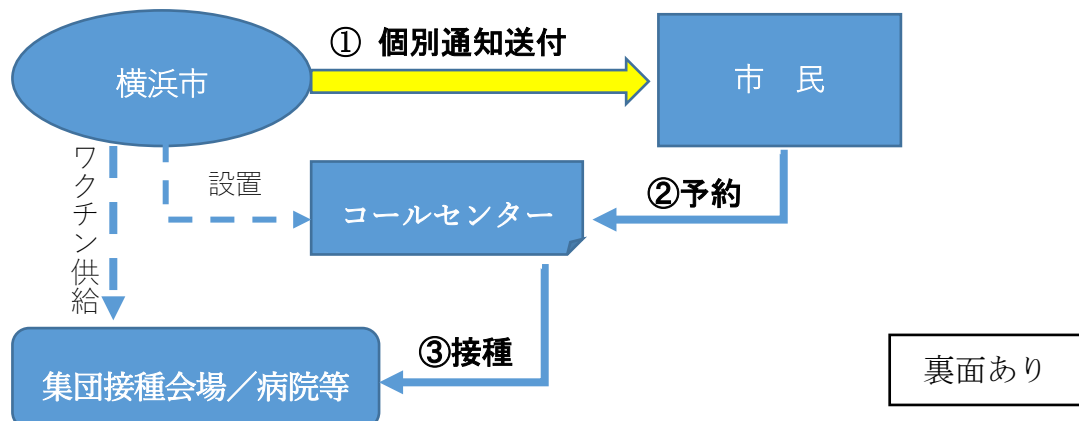 ① 個別通知送付
横浜市
市　民
ワクチン供給
設置
②予約
コールセンター
③接種
集団接種会場／病院等
裏面あり